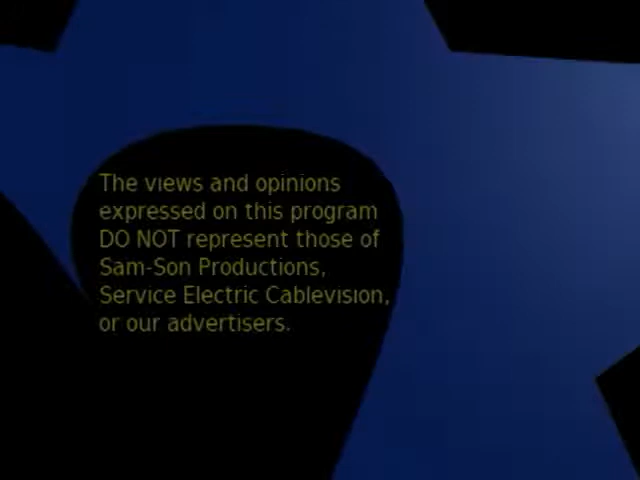 The views and opinions
expressed on this program
DO NOT represent those of
Sam-Son Productions,
Service Electric Cablevision,
or our advertisers.